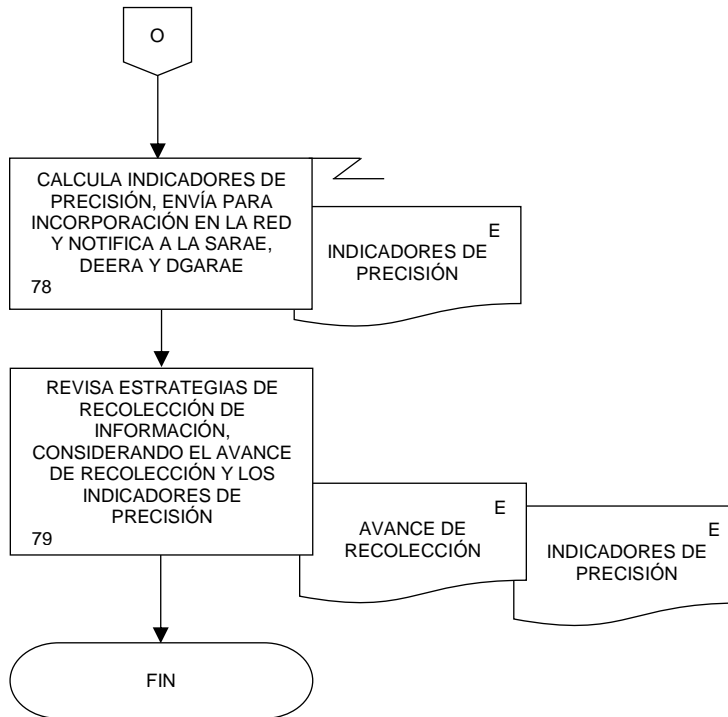 O
CALCULA INDICADORES DE
PRECISIÓN, ENVÍA PARA
INCORPORACIÓN EN LA RED
Y NOTIFICA A LA SARAE,
DEERA Y DGARAE
78
E
INDICADORES DE
PRECISIÓN
REVISA ESTRATEGIAS DE
RECOLECCIÓN DE
INFORMACIÓN,
CONSIDERANDO EL AVANCE
DE RECOLECCIÓN Y LOS
INDICADORES DE
PRECISIÓN
79
E
AVANCE DE
RECOLECCIÓN
E
INDICADORES DE
PRECISIÓN
FIN